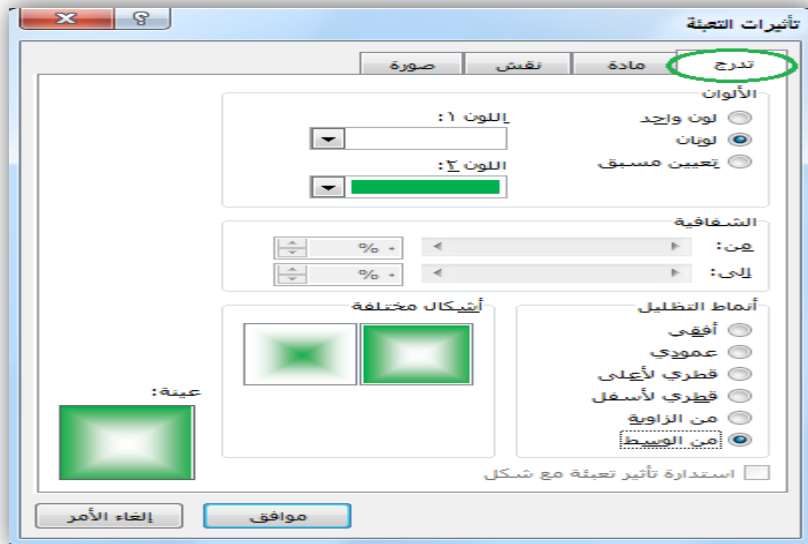 تأثيرات التعبئة
تدرج
مادة
نقش
صورة
الألوان
لون واحد
اللون ١:
لونان
تعيين مسبق
اللون ٢:
الشفافية
من:
٠ %
إلى:
٠ %
أنماط التظليل
أشكال مختلفة
أفقي
عمودي
قطري لأعلى
قطري لأسفل
من الزاوية
من الوسط
عينة:
استدارة تأثير تعبئة مع شكل
موافق
إلغاء الأمر